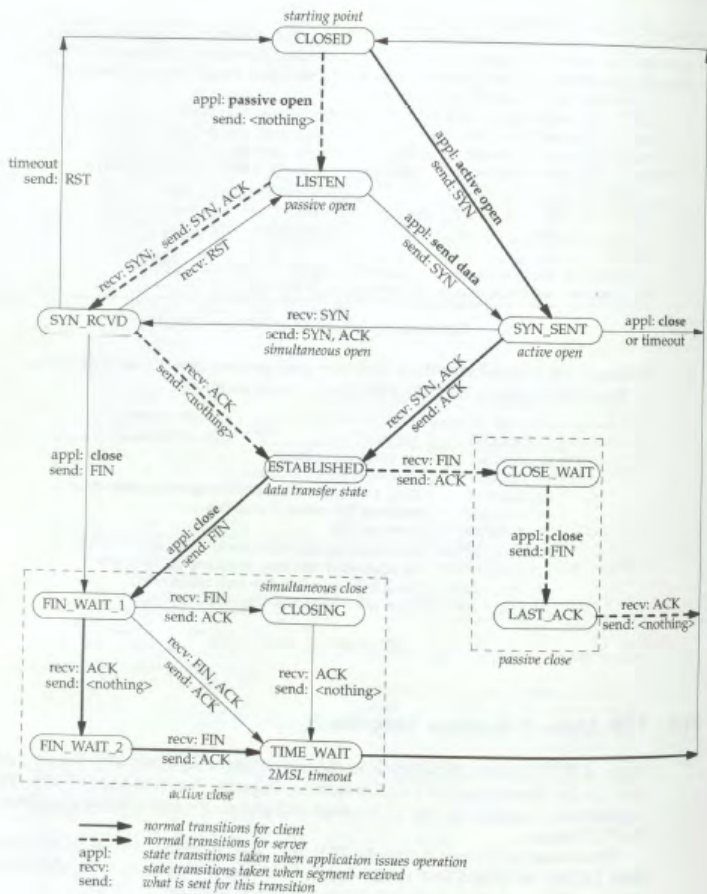 starting point
CLOSED
appl: passive open
send: <nothing>
appl: active open
send: SYN
timeout
send: RST
LISTEN
passive open
recv: SYN; send: SYN, ACK
recv: RST
appl: send data
send: SYN
SYN_RCVD
recv: SYN
send: SYN, ACK
simultaneous open
SYN_SENT
active open
appl: close
or timeout
recv: ACK
send: <nothing>
recv: SYN, ACK
send: ACK
appl: close
send: FIN
ESTABLISHED
data transfer state
recv: FIN
send: ACK
CLOSE_WAIT
appl: close
send: FIN
appl: close
send: FIN
LAST_ACK
recv: ACK
send: <nothing>
passive close
simultaneous close
FIN_WAIT_1
recv: FIN
send: ACK
CLOSING
recv: ACK
send: <nothing>
recv: FIN, ACK
send: ACK
recv: ACK
send: <nothing>
FIN_WAIT_2
recv: FIN
send: ACK
TIME_WAIT
2MSL timeout
active close
normal transitions for client
normal transitions for server
appl: state transitions taken when application issues operation
recv: state transitions taken when segment received
send: what is sent for this transition